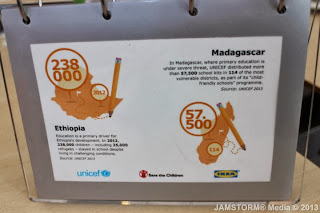 238
000
2012
Madagascar
In Madagascar, where primary education is
under severe threat, UNICEF distributed more
than 57,500 school kits in 114 of the most
vulnerable districts, as part of its "child-
friendly schools" programme.
Source: UNICEF 2013
57,
500
114
Ethiopia
Education is a primary driver for
Ethiopia's development. In 2012,
238,000 children – including 35,000
refugees – stayed in school despite
living in challenging conditions.
Source: UNICEF 2013
unicef
Save the Children
IKEA
JAMSTORM® Media © 2013